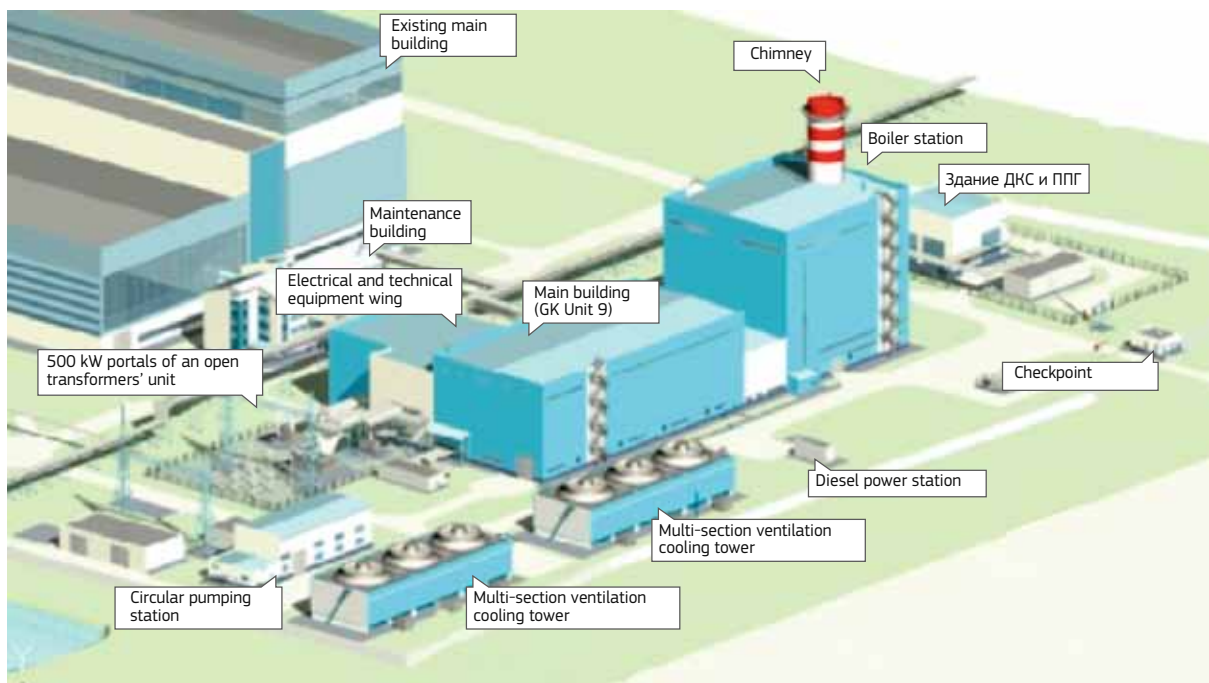 Existing main
building
Chimney
Boiler station
Здание ДКС и ППГ
Maintenance
building
Electrical and technical
equipment wing
Main building
(GK Unit 9)
500 kW portals of an open
transformers’ unit
Checkpoint
Diesel power station
Multi-section ventilation
cooling tower
Circular pumping
station
Multi-section ventilation
cooling tower